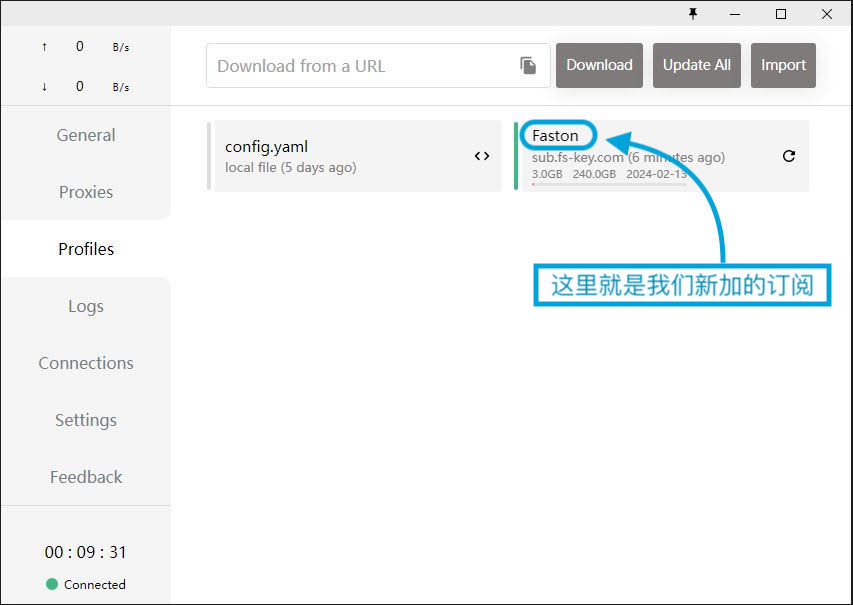 ↑ 0 B/s
↓ 0 B/s
Download from a URL
Download
Update All
Import
General
Proxies
Profiles
Logs
Connections
Settings
Feedback
config.yaml
local file (5 days ago)
Faston
sub.fs-key.com (6 minutes ago)
3.0GB 240.0GB 2024-02-13
这里就是我们新加的订阅
00 : 09 : 31
Connected